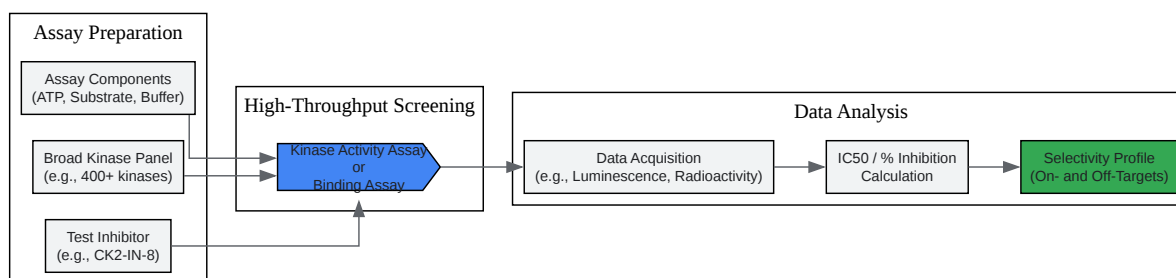 Assay Preparation
Assay Components
(ATP, Substrate, Buffer)
Broad Kinase Panel
(e.g., 400+ kinases)
Test Inhibitor
(e.g., CK2-IN-8)
High-Throughput Screening
Kinase Activity Assay
or
Binding Assay
Data Analysis
Data Acquisition
(e.g., Luminescence, Radioactivity)
IC50 / % Inhibition
Calculation
Selectivity Profile
(On- and Off-Targets)